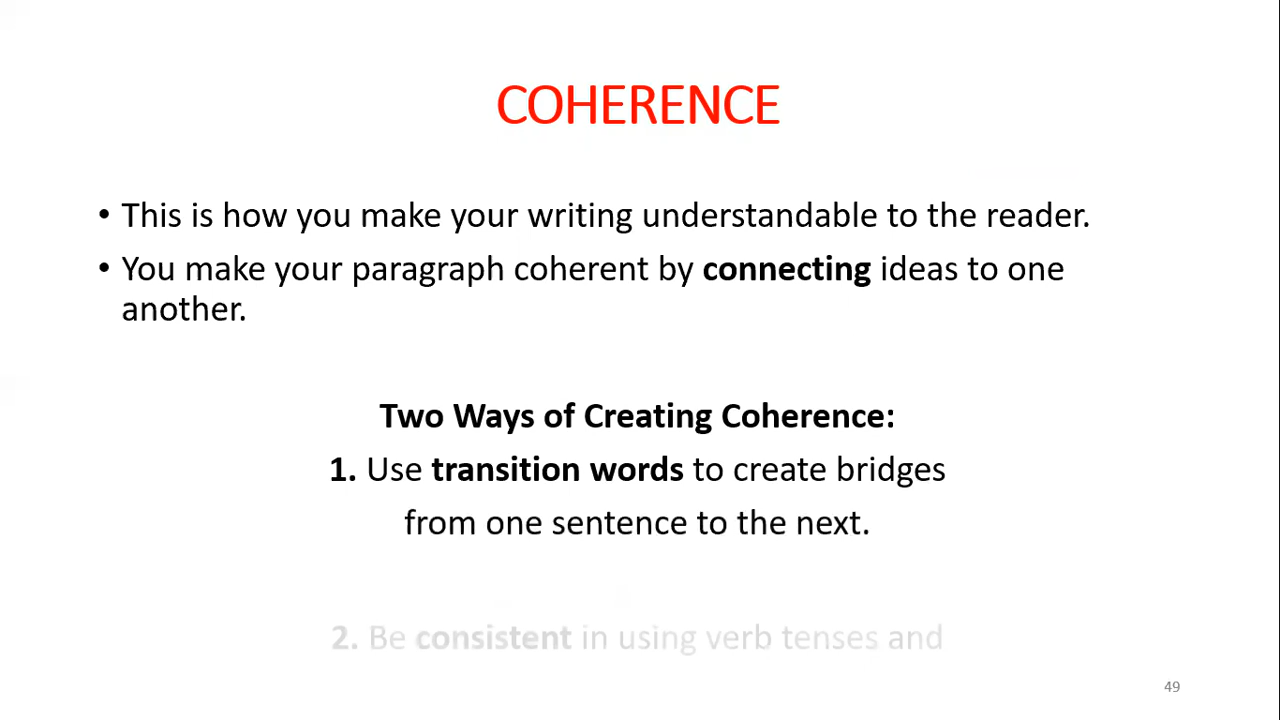 COHERENCE
• This is how you make your writing understandable to the reader.
• You make your paragraph coherent by connecting ideas to one
another.
Two Ways of Creating Coherence:
1. Use transition words to create bridges
from one sentence to the next.
2. Be consistent in using verb tenses and
49